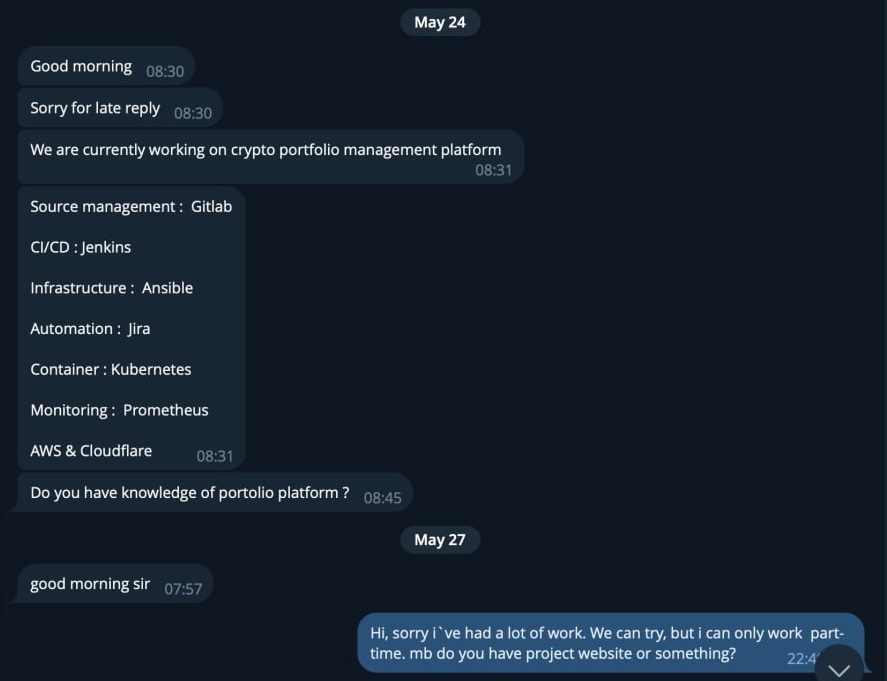 May 24
Good morning 08:30
Sorry for late reply 08:30
We are currently working on crypto portfolio management platform
08:31
Source management : Gitlab
CI/CD : Jenkins
Infrastructure : Ansible
Automation : Jira
Container : Kubernetes
Monitoring : Prometheus
AWS & Cloudflare 08:31
Do you have knowledge of portolio platform ? 08:45
May 27
good morning sir 07:57
Hi, sorry i`ve had a lot of work. We can try, but i can only work part-
time. mb do you have project website or something?